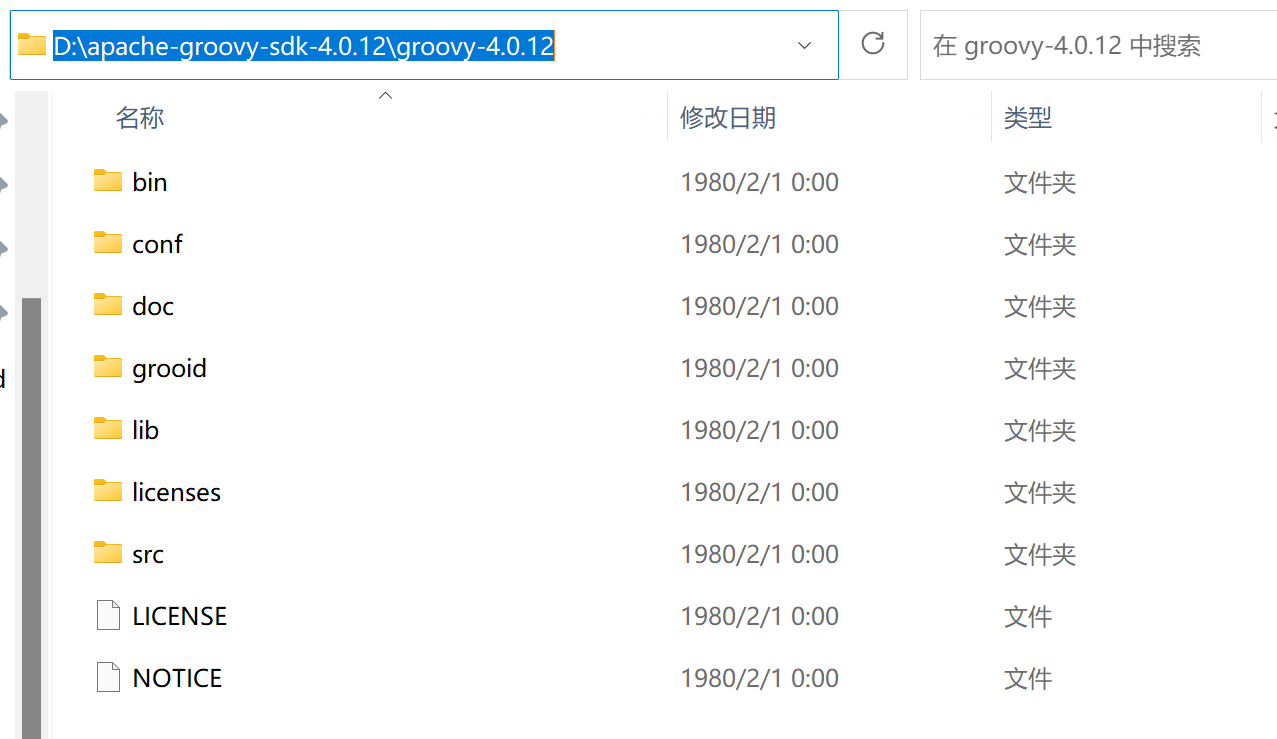 D:\apache-groovy-sdk-4.0.12\groovy-4.0.12 在 groovy-4.0.12 中搜索
名称 修改日期 类型
bin 1980/2/1 0:00 文件夹
conf 1980/2/1 0:00 文件夹
doc 1980/2/1 0:00 文件夹
grooid 1980/2/1 0:00 文件夹
lib 1980/2/1 0:00 文件夹
licenses 1980/2/1 0:00 文件夹
src 1980/2/1 0:00 文件夹
LICENSE 1980/2/1 0:00 文件
NOTICE 1980/2/1 0:00 文件